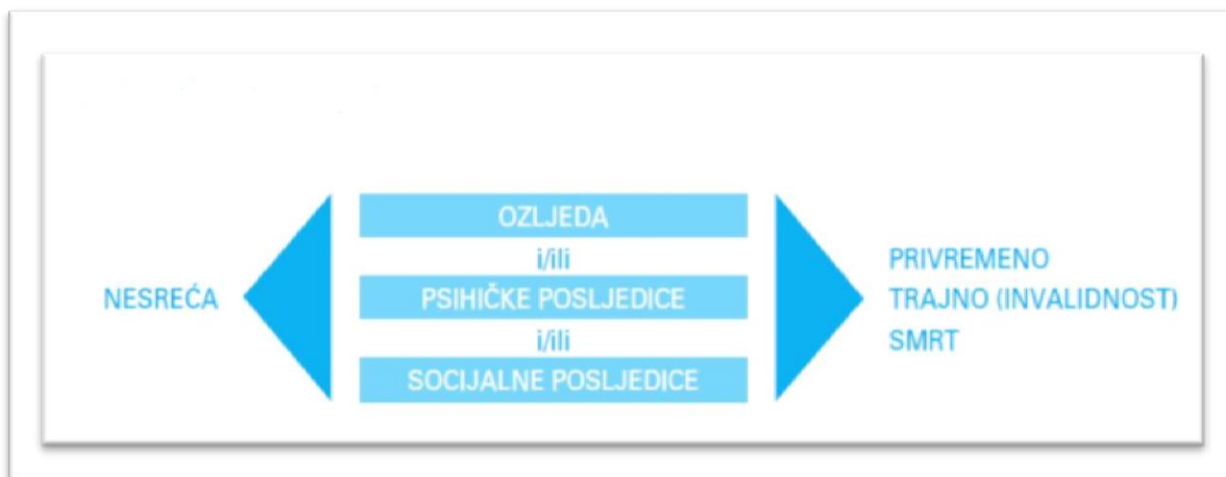 OZLJEDA
i/ili
NESREĆA
PSIHIČKE POSLJEDICE
i/ili
SOCIJALNE POSLJEDICE
PRIVREMENO
TRAJNO (INVALIDNOST)
SMRT